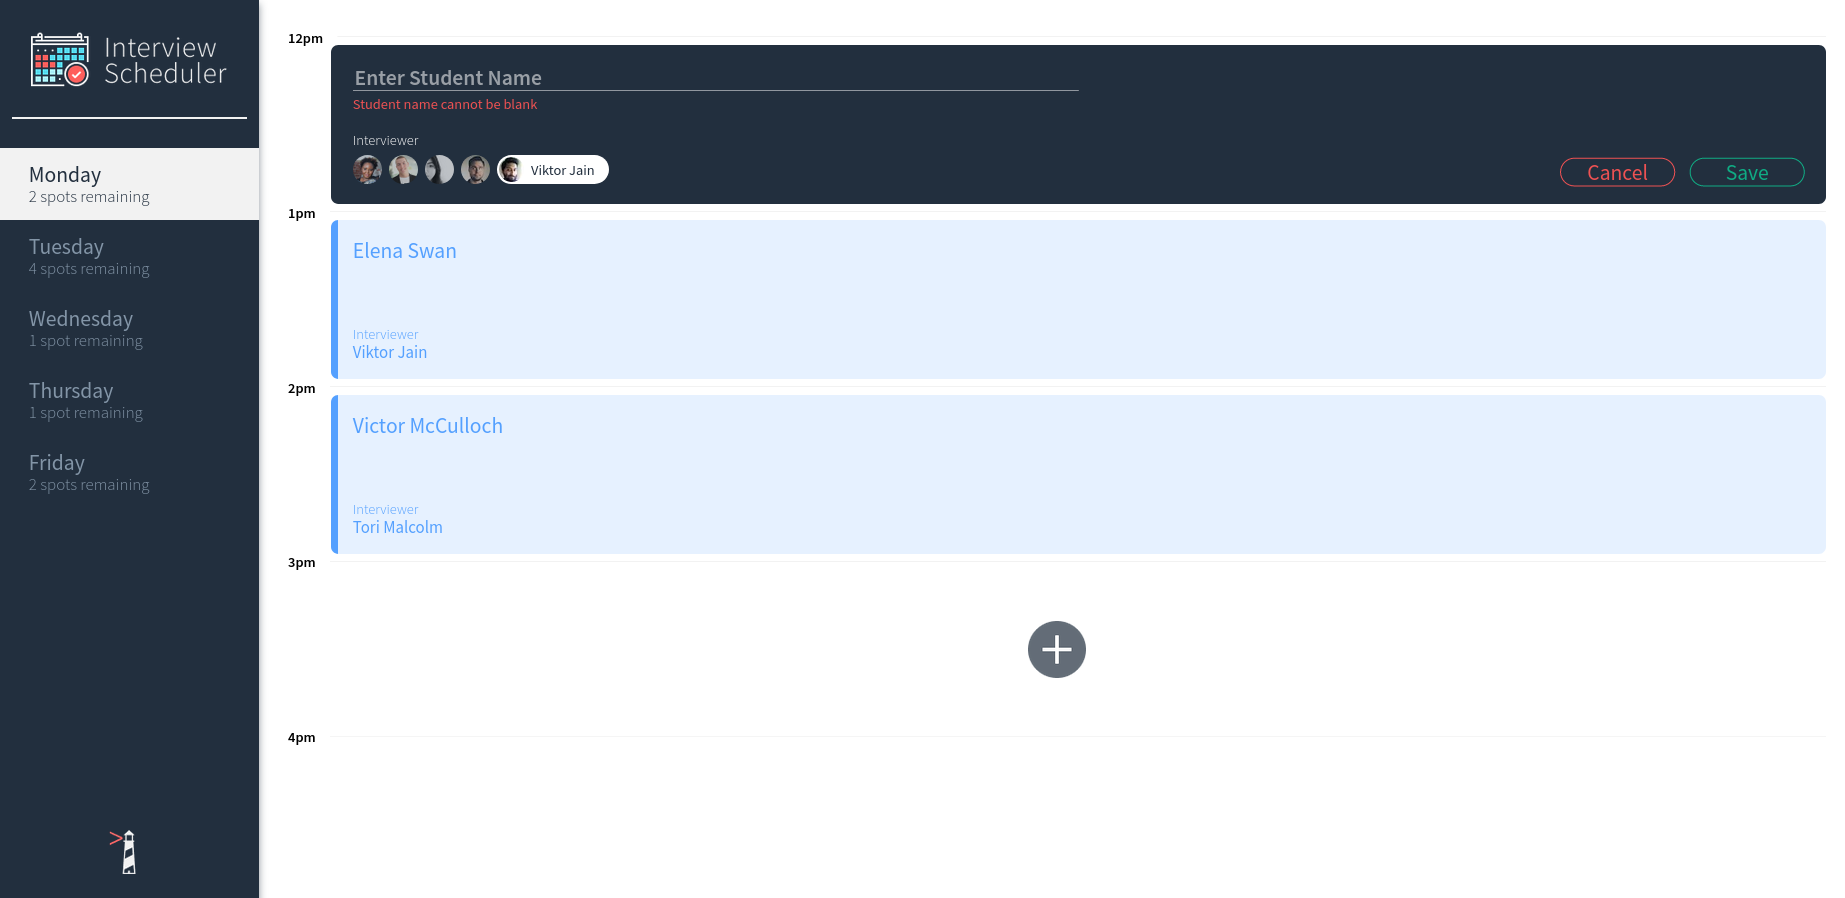 Interview
Scheduler
Monday
2 spots remaining
Tuesday
4 spots remaining
Wednesday
1 spot remaining
Thursday
1 spot remaining
Friday
2 spots remaining
12pm
Enter Student Name
Student name cannot be blank
Interviewer
Viktor Jain
Cancel
Save
1pm
Elena Swan
Interviewer
Viktor Jain
2pm
Victor McCulloch
Interviewer
Tori Malcolm
3pm
4pm